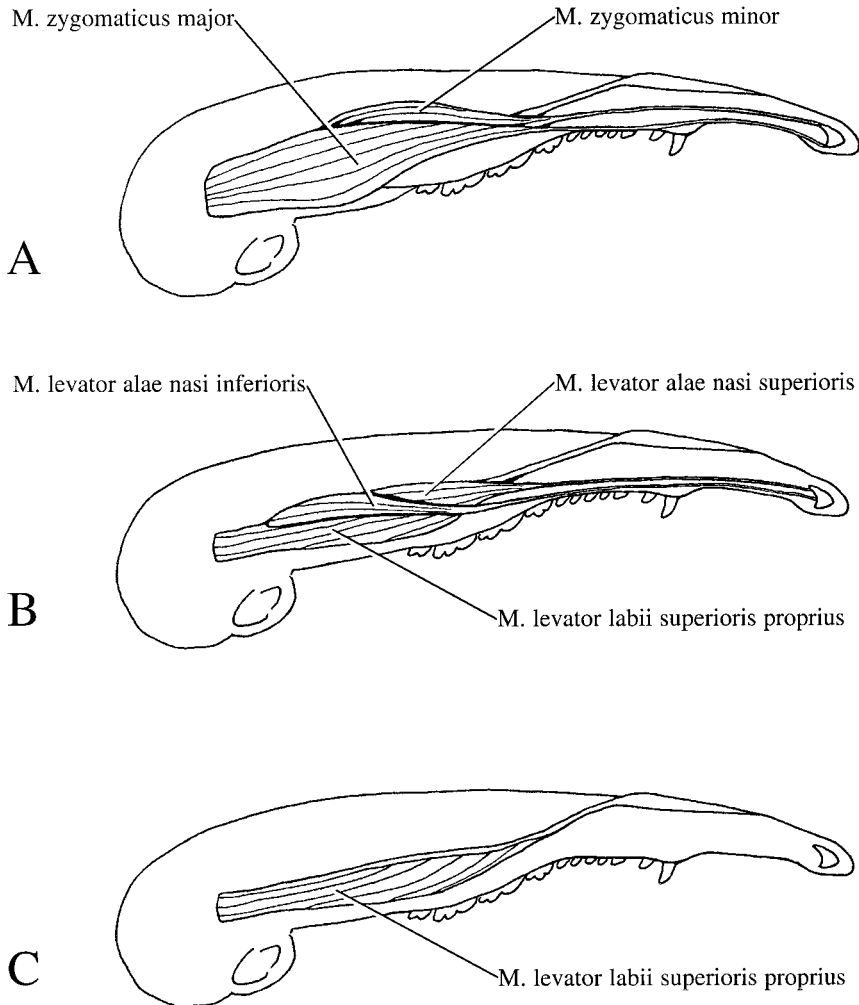 M. zygomaticus major
M. zygomaticus minor
A
M. levator alae nasi inferioris
M. levator alae nasi superioris
B
M. levator labii superioris proprius
C
M. levator labii superioris proprius